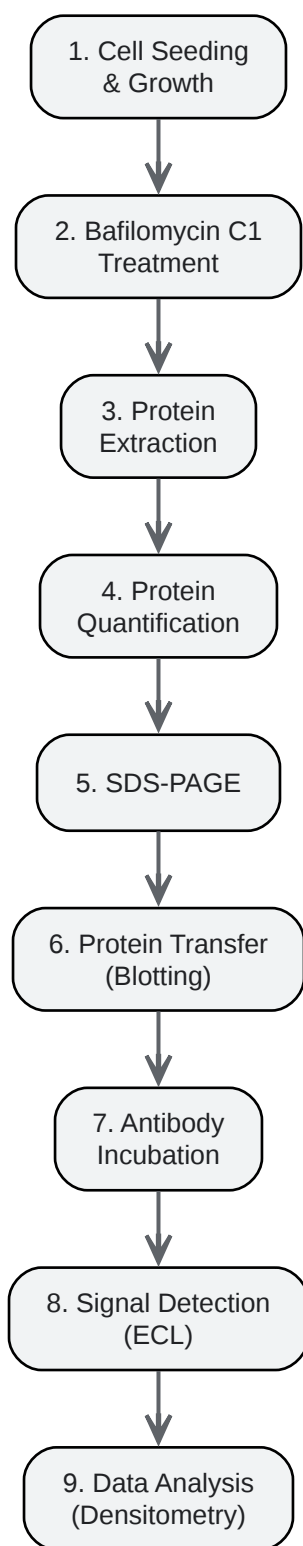 1. Cell Seeding
& Growth
2. Bafilomycin C1
Treatment
3. Protein
Extraction
4. Protein
Quantification
5. SDS-PAGE
6. Protein Transfer
(Blotting)
7. Antibody
Incubation
8. Signal Detection
(ECL)
9. Data Analysis
(Densitometry)